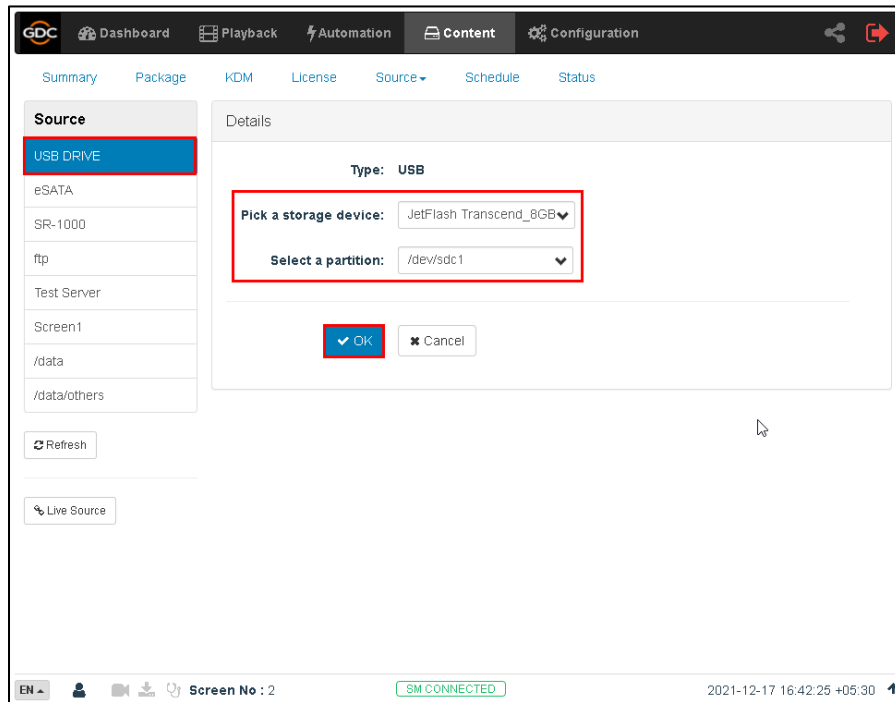 GDC Dashboard Playback Automation Content Configuration
Summary Package KDM License Source Schedule Status
Source
USB DRIVE
eSATA
SR-1000
ftp
Test Server
Screen1
/data
/data/others
Refresh
Live Source
Details
Type: USB
Pick a storage device: JetFlash Transcend_8GB
Select a partition: /dev/sdc1
OK Cancel
EN Screen No : 2 SM CONNECTED 2021-12-17 16:42:25 +05:30